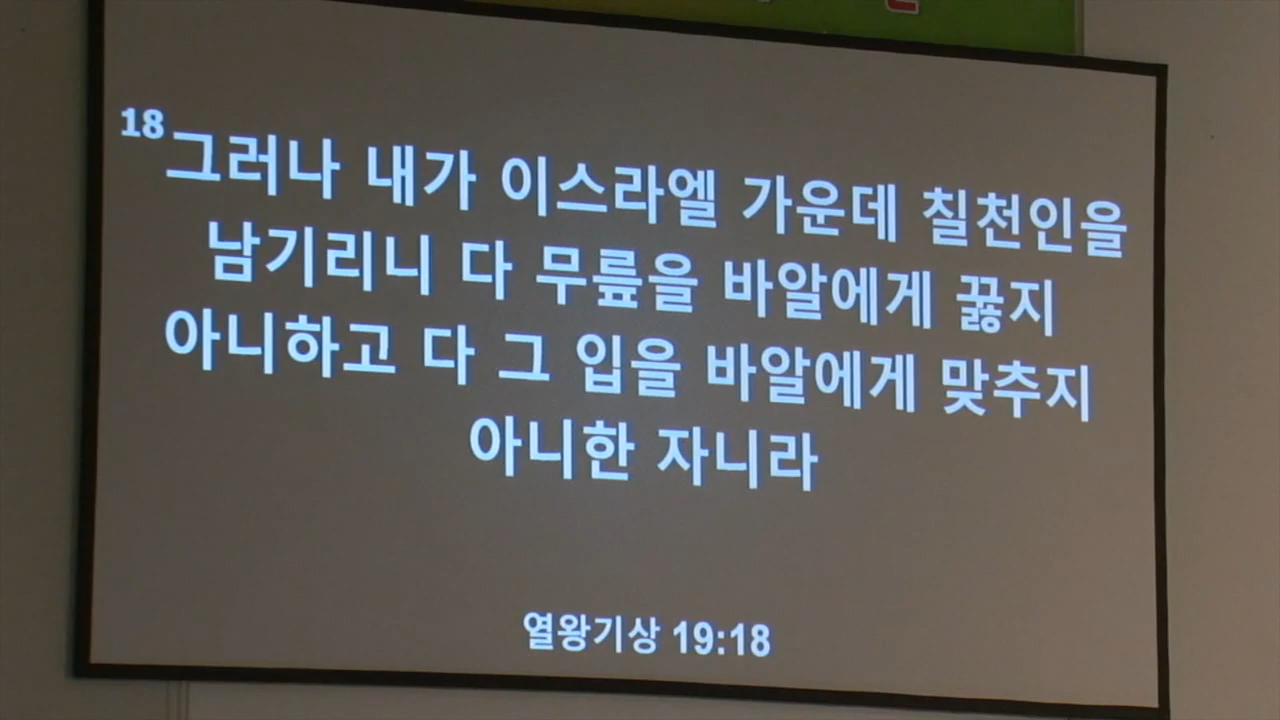 18 그러나 내가 이스라엘 가운데 칠천인을
남기리니 다 무릎을 바알에게 꿇지
아니하고 다 그 입을 바알에게 맞추지
아니한 자니라
열왕기상 19:18